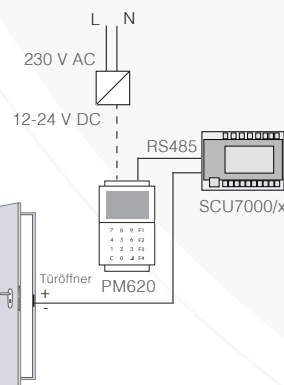 L N
230 V AC
12-24 V DC
RS485
SCU7000/x
7 8 9 F1
4 5 6 F2
1 2 3 F3
C 0 F4
Türöffner
+
-
PM620